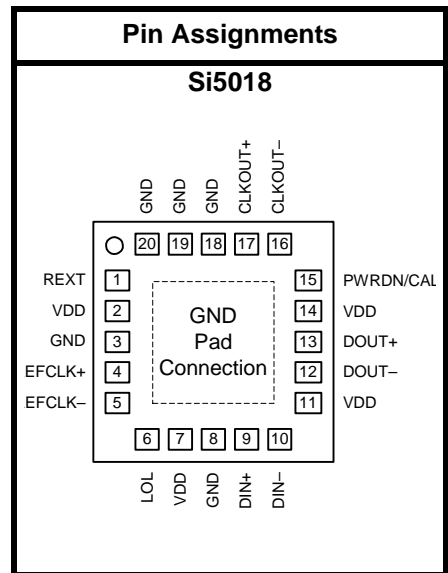 Pin Assignments
Si5018
GND
GND
GND
CLKOUT+
CLKOUT–
20
19
18
17
16
REXT
1
VDD
2
GND
3
EFCLK+
4
EFCLK–
5
GND
Pad
Connection
15
PWRDN/CAL
14
VDD
13
DOUT+
12
DOUT–
11
VDD
6
7
8
9
10
LOL
VDD
GND
DIN+
DIN–